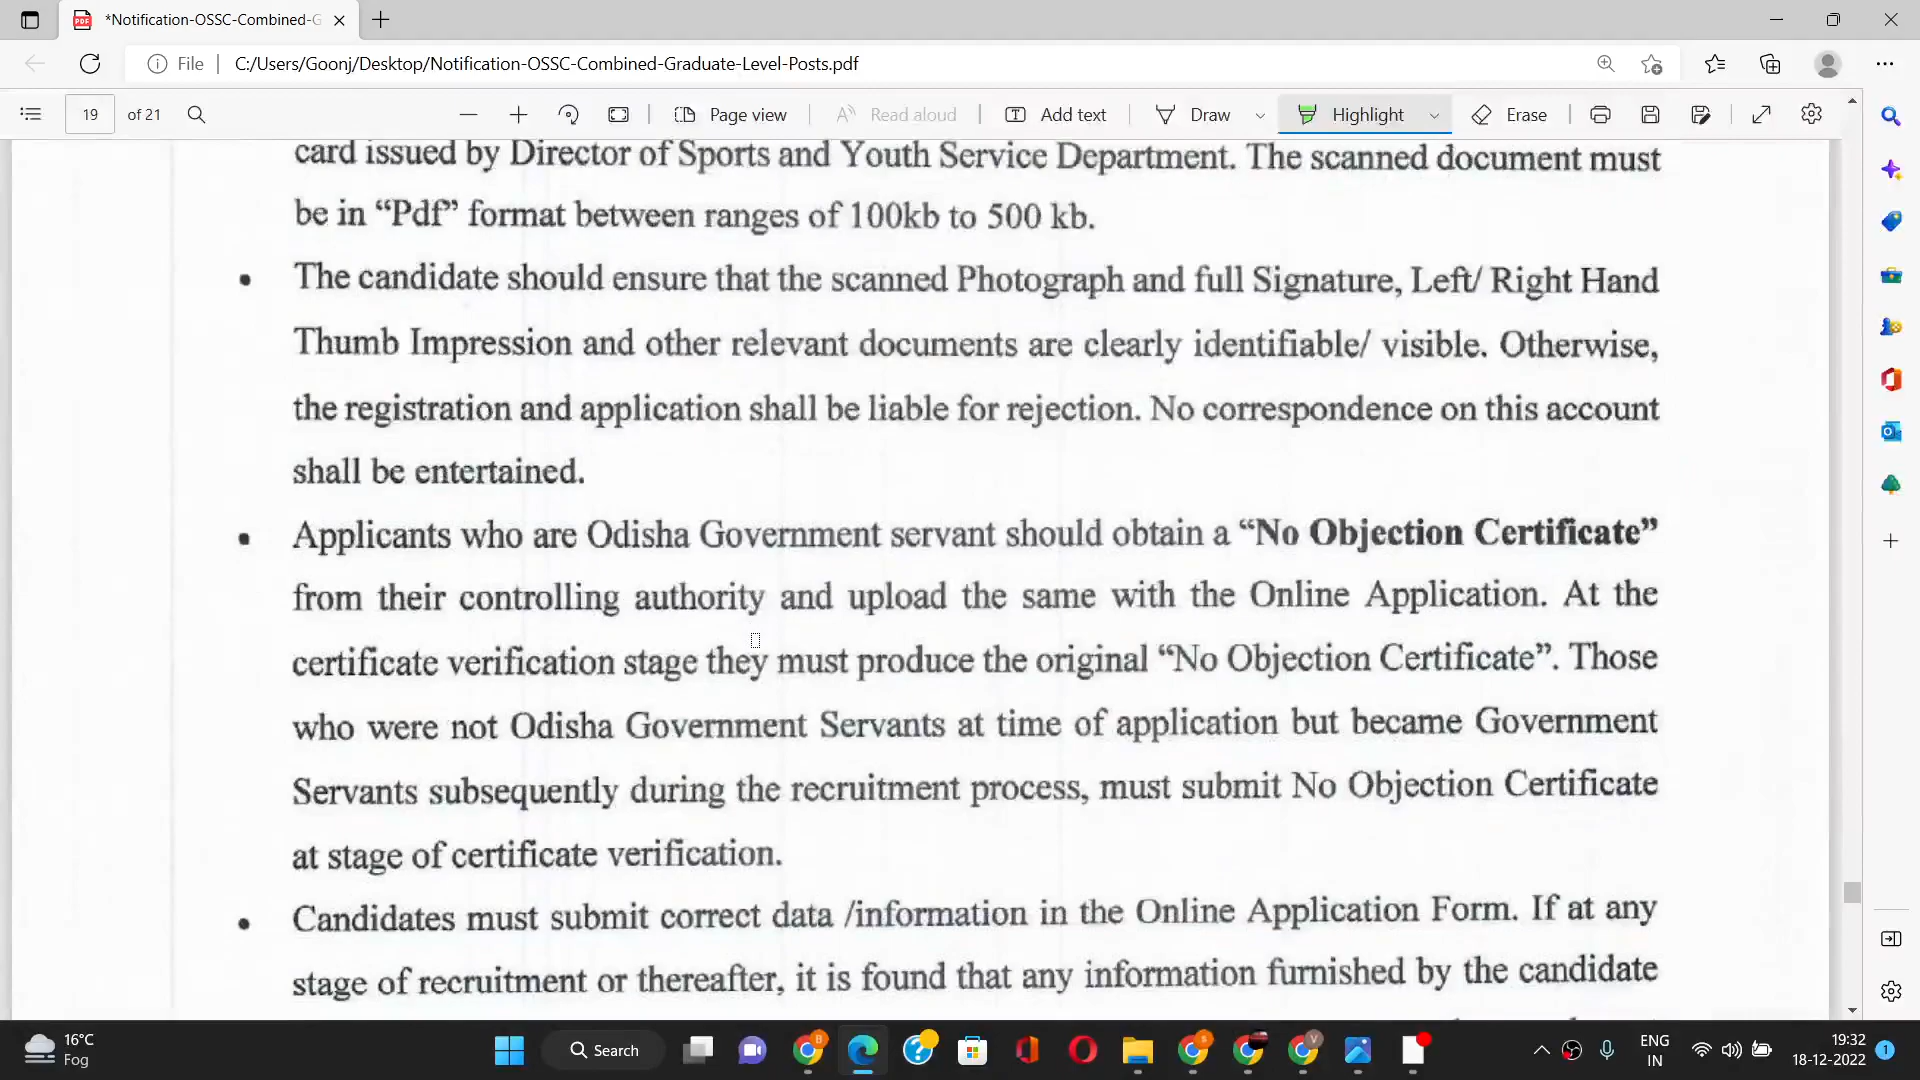 *Notification-OSSC-Combined-G
File
C:/Users/Goonj/Desktop/Notification-OSSC-Combined-Graduate-Level-Posts.pdf
19 of 21
Page view
Read aloud
Add text
Draw
Highlight
Erase
card issued by Director of Sports and Youth Service Department. The scanned document must
be in “Pdf” format between ranges of 100kb to 500 kb.
• The candidate should ensure that the scanned Photograph and full Signature, Left/ Right Hand
Thumb Impression and other relevant documents are clearly identifiable/ visible. Otherwise,
the registration and application shall be liable for rejection. No correspondence on this account
shall be entertained.
• Applicants who are Odisha Government servant should obtain a “No Objection Certificate”
from their controlling authority and upload the same with the Online Application. At the
certificate verification stage they must produce the original “No Objection Certificate”. Those
who were not Odisha Government Servants at time of application but became Government
Servants subsequently during the recruitment process, must submit No Objection Certificate
at stage of certificate verification.
• Candidates must submit correct data /information in the Online Application Form. If at any
stage of recruitment or thereafter, it is found that any information furnished by the candidate
16°C
Fog
Search
ENG
IN
19:32
18-12-2022
1